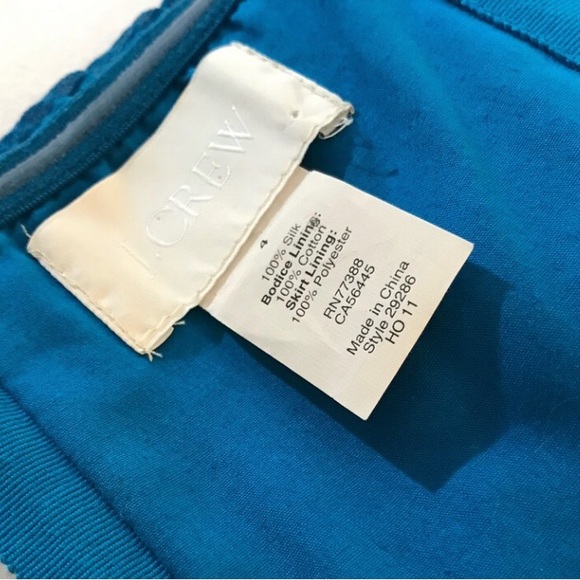 J.CREW
4
100% Silk
Bodice Lining:
100% Cotton
Skirt Lining:
100% Polyester
RN77388
CA56445
Made in China
Style 29286
HO 11